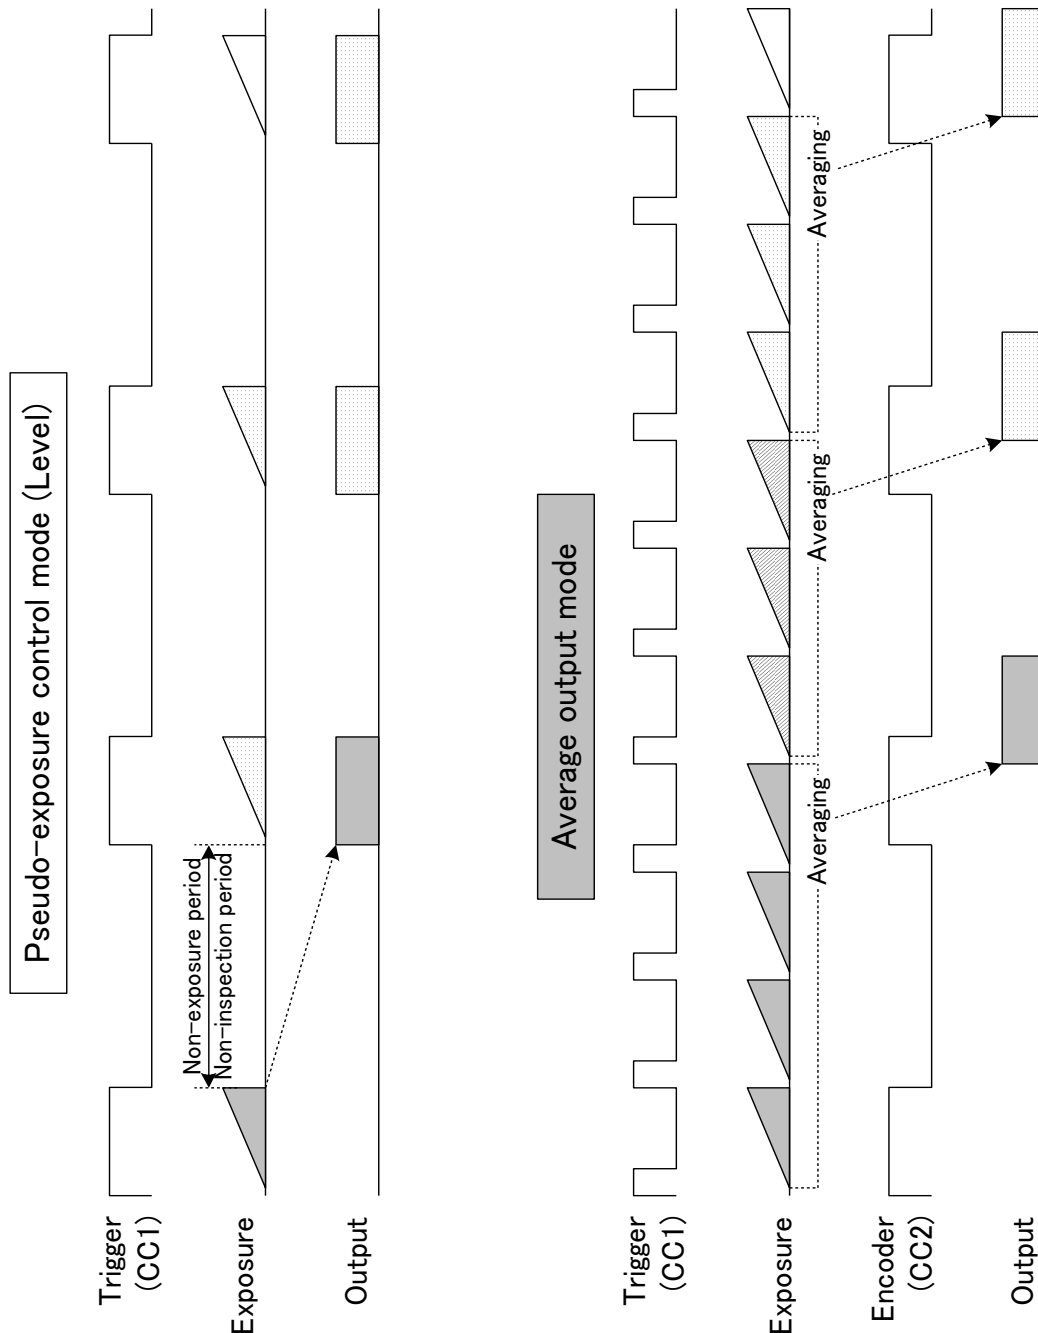 Pseudo-exposure control mode (Level)
Trigger
(CC1)
Exposure
Non-exposure period
Non-inspection period
Output
Average output mode
Trigger
(CC1)
Exposure
Averaging
Averaging
Averaging
Encoder
(CC2)
Output